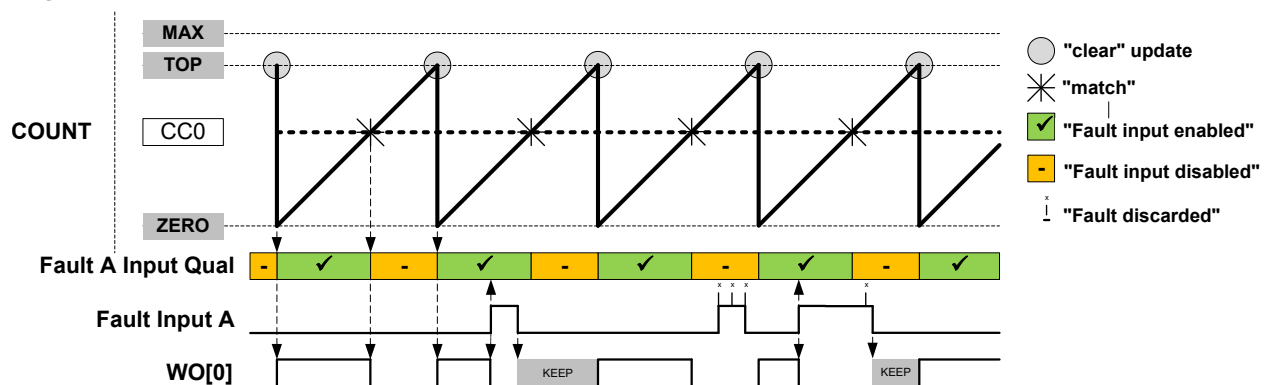 MAX
TOP
COUNT
CC0
ZERO
"clear" update
"match"
✓ "Fault input enabled"
- "Fault input disabled"
x "Fault discarded"
Fault A Input Qual - ✓ - ✓ - ✓ - ✓ - ✓
x x x x
Fault Input A
WO[0] KEEP KEEP